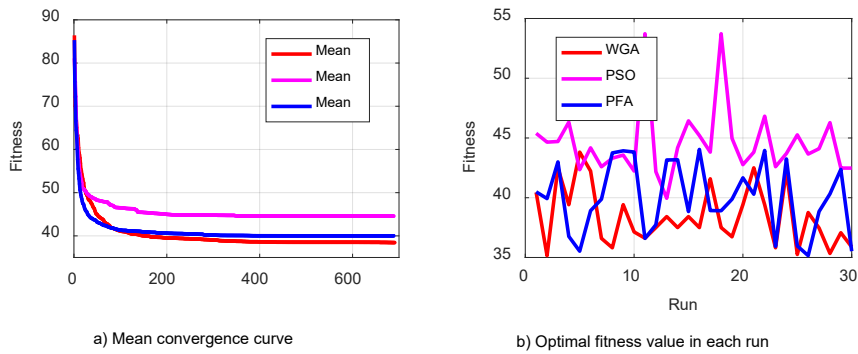 90
80
70
60
50
40
Fitness
0
200
400
600
Mean
Mean
Mean
a) Mean convergence curve
55
50
45
40
35
Fitness
0
10
20
30
Run
WGA
PSO
PFA
b) Optimal fitness value in each run